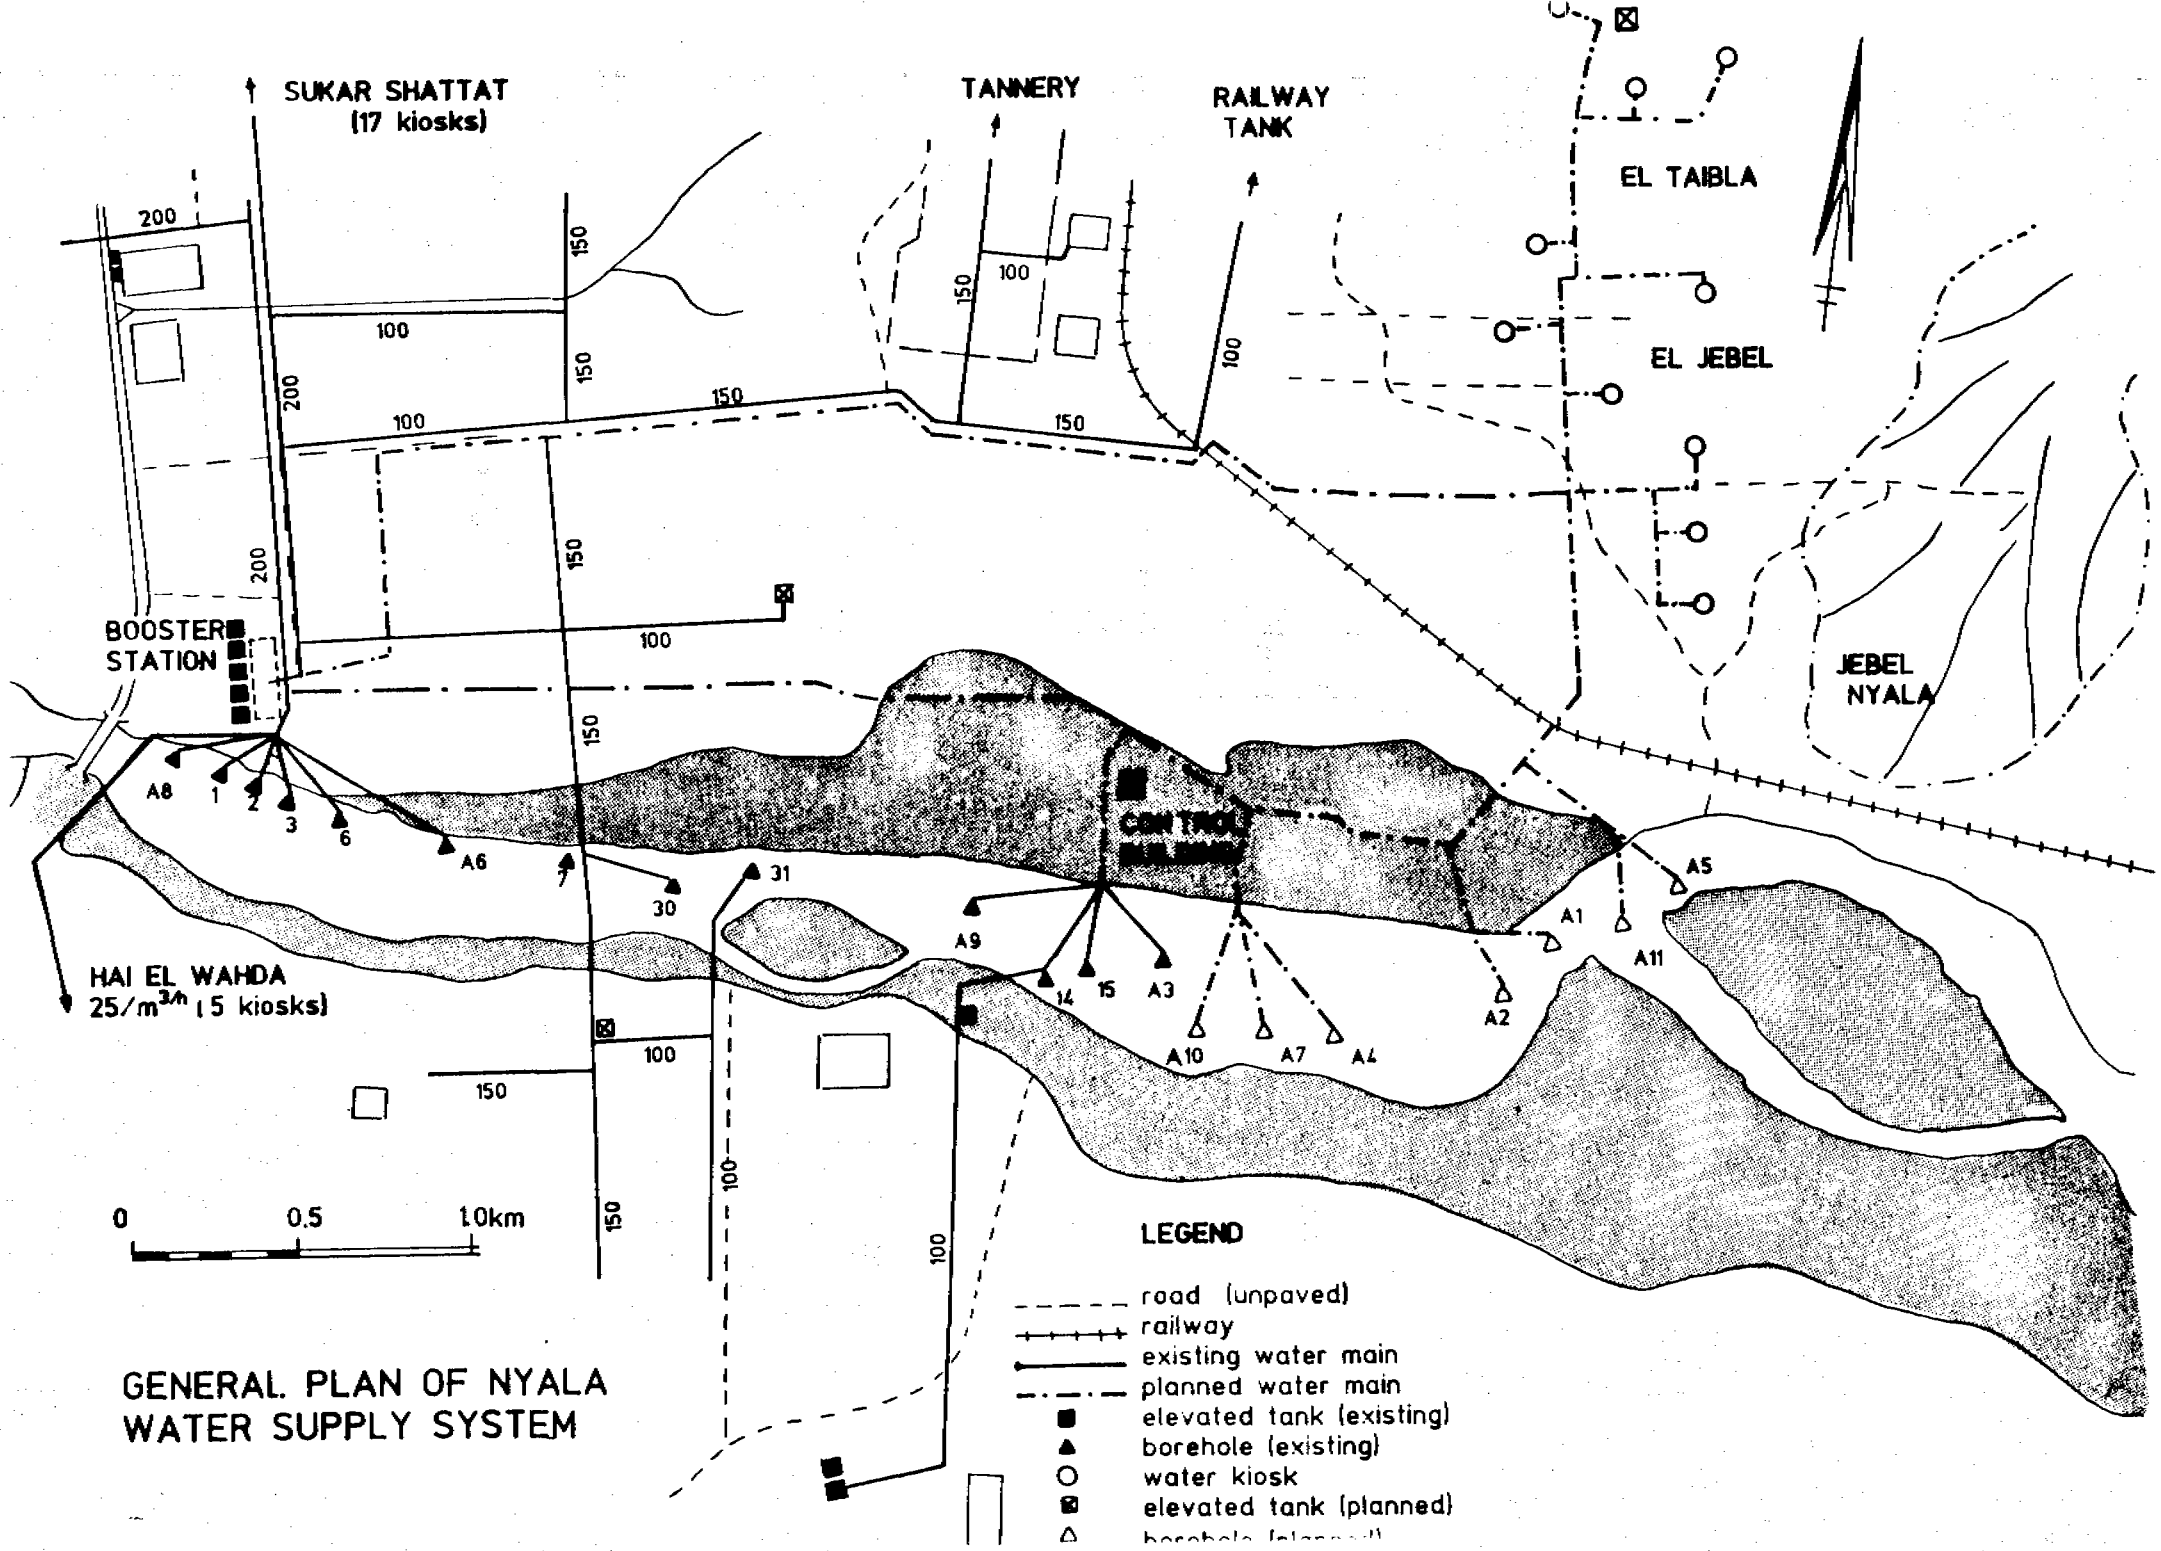 SUKAR SHATTAT
(17 kiosks)
TANNERY
RAILWAY
TANK
EL TAIBLA
200
150
100
150
100
150
EL JEBEL
100
200
150
100
150
150
200
150
BOOSTER
STATION
100
JEBEL
NYALA
150
A8
1
2
3
6
A6
7
30
31
CONTROL
BUILDING
A9
14
15
A3
A10
A7
A4
A2
A1
A11
A5
HAI EL WAHDA
25/m3/h (5 kiosks)
100
150
100
150
100
0 0.5 1.0km
GENERAL PLAN OF NYALA
WATER SUPPLY SYSTEM
LEGEND
road (unpaved)
railway
existing water main
planned water main
elevated tank (existing)
borehole (existing)
water kiosk
elevated tank (planned)